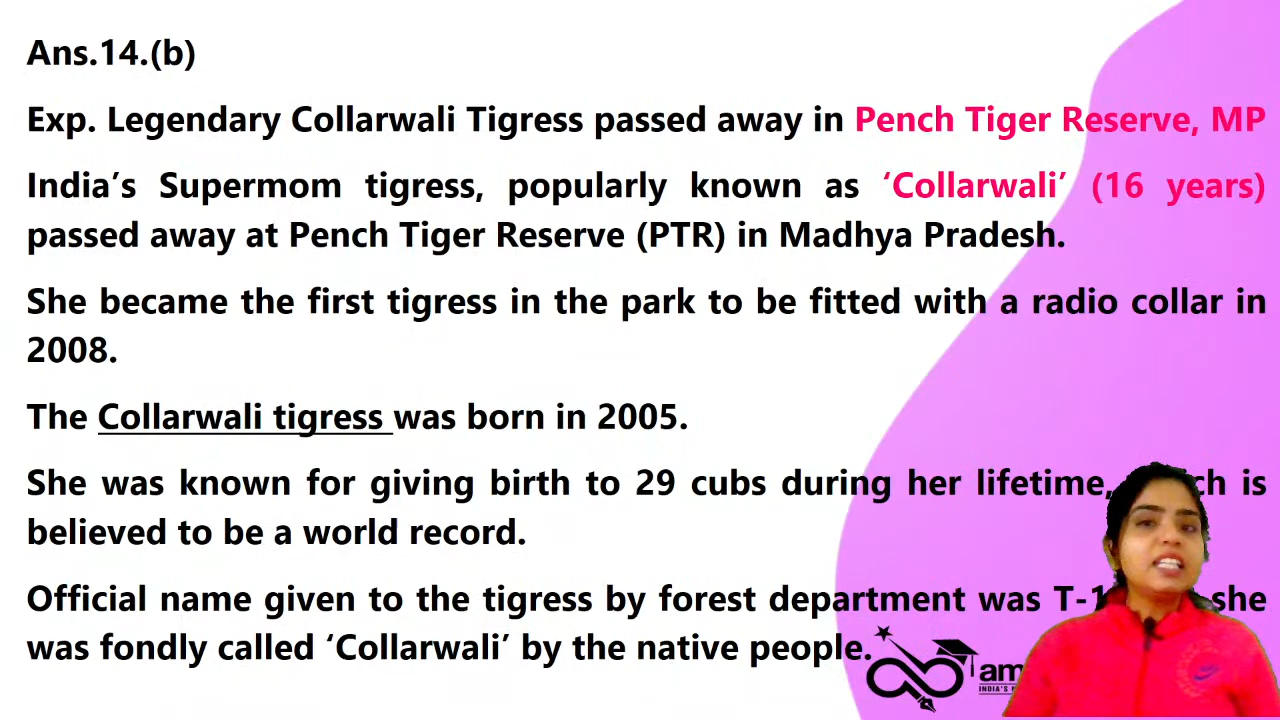 Ans.14.(b)
Exp. Legendary Collarwali Tigress passed away in Pench Tiger Reserve, MP
India’s Supermom tigress, popularly known as ‘Collarwali’ (16 years)
passed away at Pench Tiger Reserve (PTR) in Madhya Pradesh.
She became the first tigress in the park to be fitted with a radio collar in
2008.
The Collarwali tigress was born in 2005.
She was known for giving birth to 29 cubs during her lifetime, is
believed to be a world record.
Official name given to the tigress by forest department was she
was fondly called ‘Collarwali’ by the native people.
INDIA'S